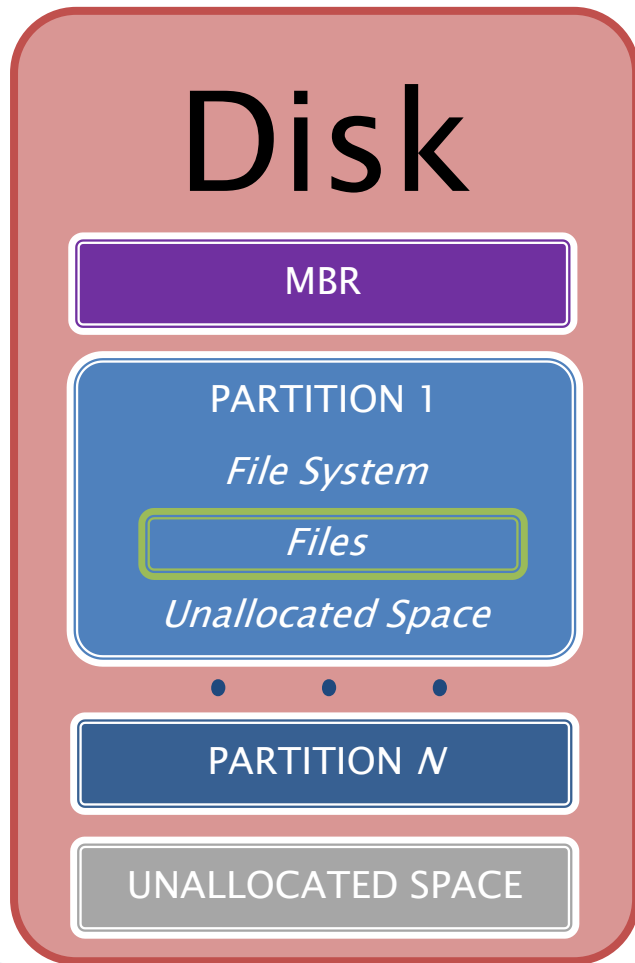 Disk
MBR
PARTITION 1
File System
Files
Unallocated Space
PARTITION N
UNALLOCATED SPACE